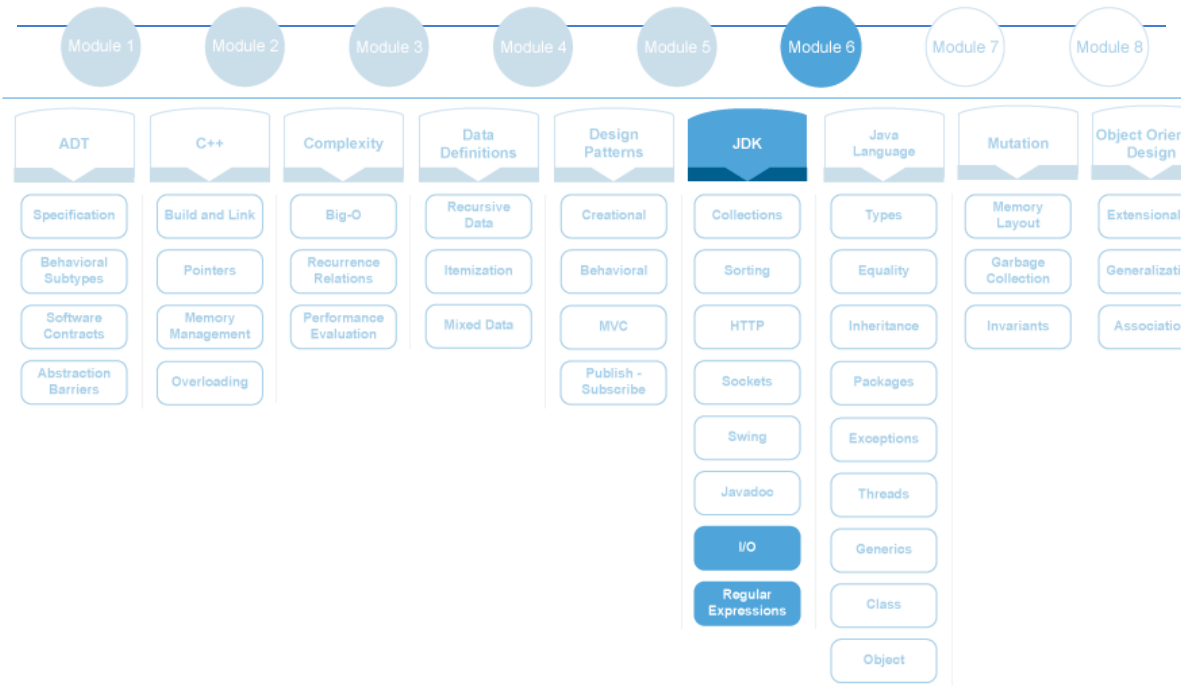 Module 1
Module 2
Module 3
Module 4
Module 5
Module 6
Module 7
Module 8
ADT
C++
Complexity
Data
Definitions
Design
Patterns
JDK
Java
Language
Mutation
Object Orien
Design
Specification
Behavioral
Subtypes
Software
Contracts
Abstraction
Barriers
Build and Link
Pointers
Memory
Management
Overloading
Big-O
Recurrence
Relations
Performance
Evaluation
Recursive
Data
Itemization
Mixed Data
Creational
Behavioral
MVC
Publish -
Subscribe
Collections
Sorting
HTTP
Sockets
Swing
Javadoc
I/O
Regular
Expressions
Types
Equality
Inheritance
Packages
Exceptions
Threads
Generics
Class
Object
Memory
Layout
Garbage
Collection
Invariants
Extensional
Generalizati
Associatio